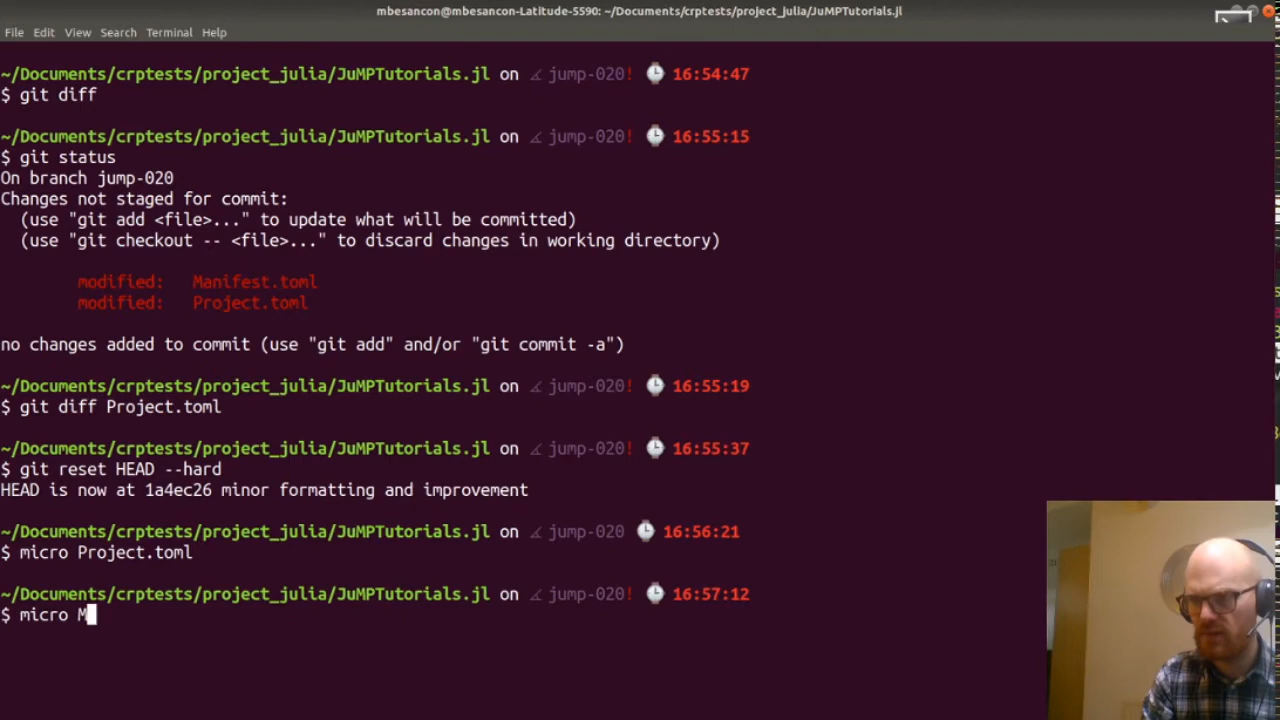 mbesancon@mbesancon-Latitude-5590: ~/Documents/crptests/project_julia/JuMPTutorials.jl
File Edit View Search Terminal Help
~/Documents/crptests/project_julia/JuMPTutorials.jl on jump-020! 16:54:47
$ git diff
~/Documents/crptests/project_julia/JuMPTutorials.jl on jump-020! 16:55:15
$ git status
On branch jump-020
Changes not staged for commit:
(use "git add <file>..." to update what will be committed)
(use "git checkout -- <file>..." to discard changes in working directory)
modified: Manifest.toml
modified: Project.toml
no changes added to commit (use "git add" and/or "git commit -a")
~/Documents/crptests/project_julia/JuMPTutorials.jl on jump-020! 16:55:19
$ git diff Project.toml
~/Documents/crptests/project_julia/JuMPTutorials.jl on jump-020! 16:55:37
$ git reset HEAD --hard
HEAD is now at 1a4ec26 minor formatting and improvement
~/Documents/crptests/project_julia/JuMPTutorials.jl on jump-020 16:56:21
$ micro Project.toml
~/Documents/crptests/project_julia/JuMPTutorials.jl on jump-020! 16:57:12
$ micro M